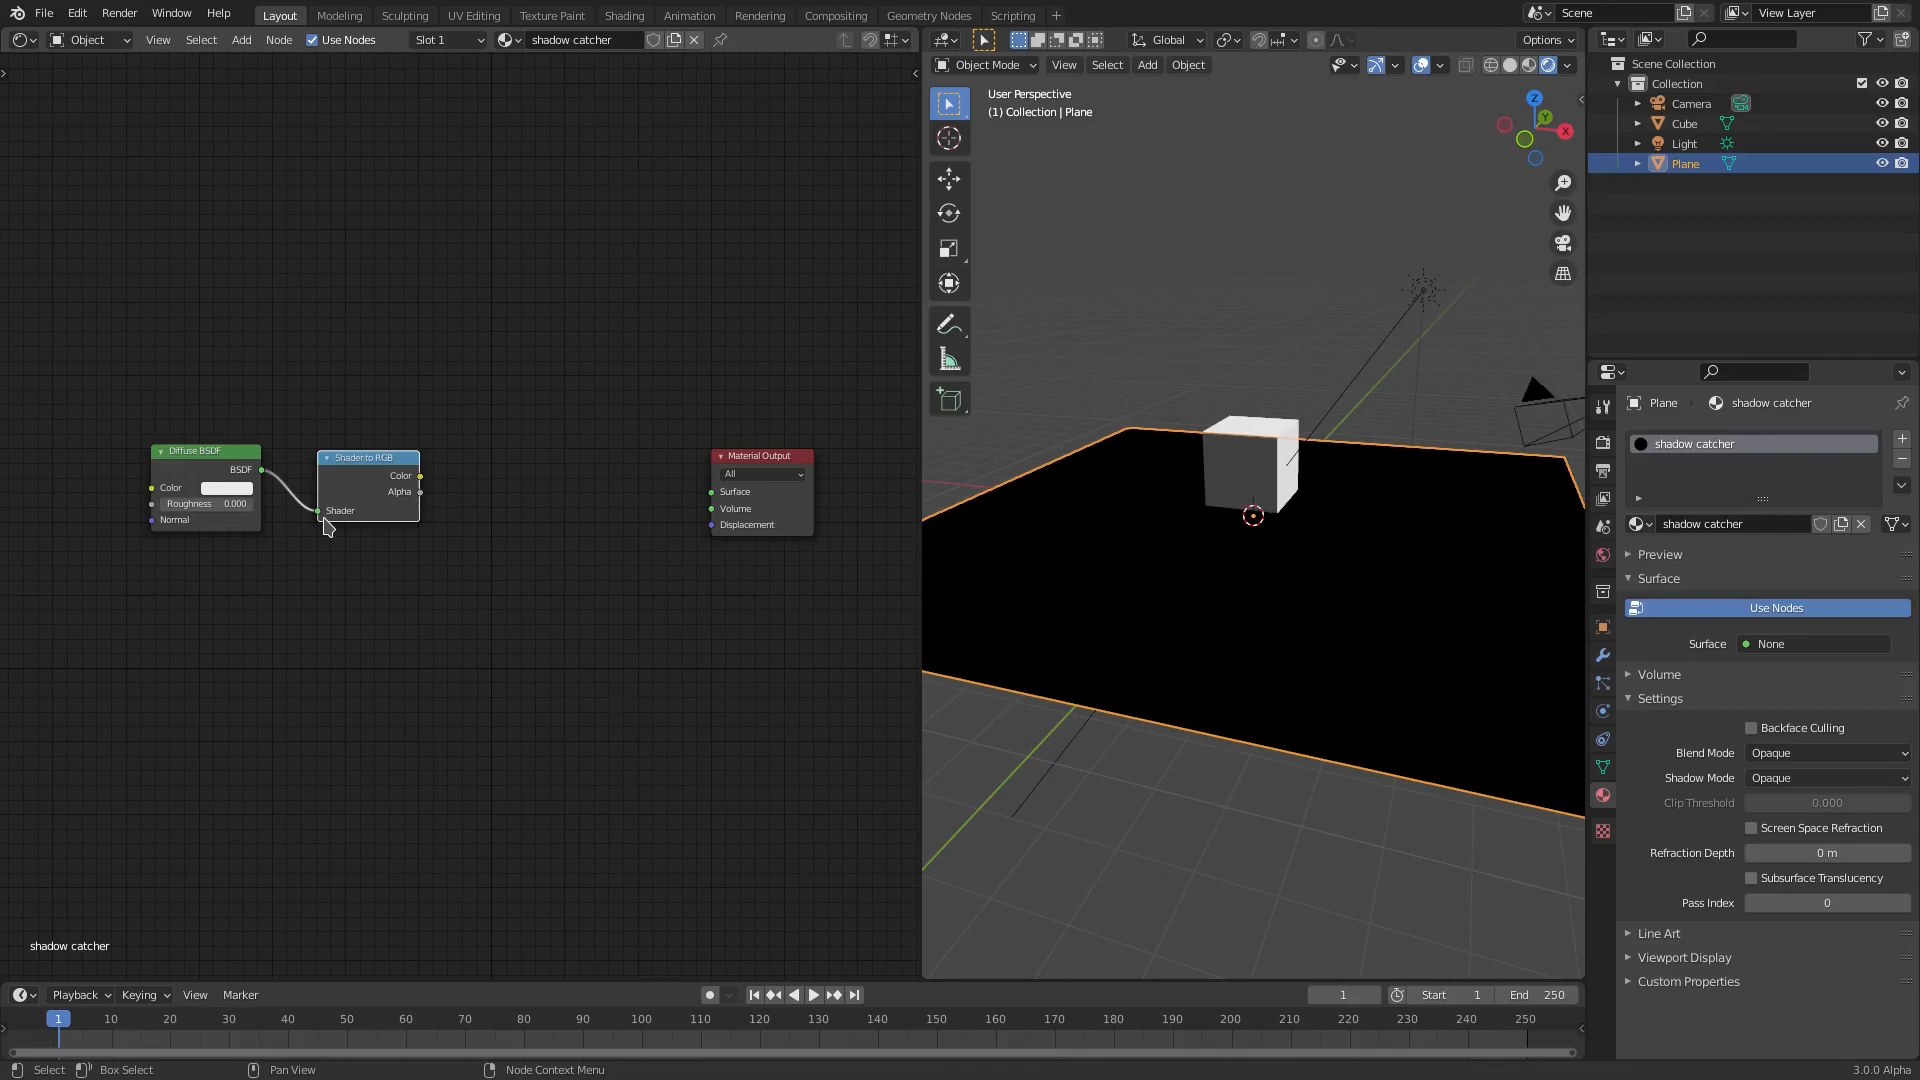 File Edit Render Window Help Layout Modeling Sculpting UV Editing Texture Paint Shading Animation Rendering Compositing Geometry Nodes Scripting + Scene View Layer
Object View Select Add Node Use Nodes Slot 1 shadow catcher Global Options
Object Mode View Select Add Object
User Perspective
(1) Collection | Plane
Z
Y
X
Scene Collection
Collection
Camera
Cube
Light
Plane
Diffuse BSDF
BSDF
Color
Roughness 0.000
Normal
Shader to RGB
Color
Alpha
Shader
Material Output
All
Surface
Volume
Displacement
shadow catcher
Plane shadow catcher
shadow catcher
shadow catcher
Preview
Surface
Use Nodes
Surface None
Volume
Settings
Backface Culling
Blend Mode Opaque
Shadow Mode Opaque
Clip Threshold 0.000
Screen Space Refraction
Refraction Depth 0 m
Subsurface Translucency
Pass Index 0
Line Art
Viewport Display
Custom Properties
Playback Keying View Marker 1 Start 1 End 250
1 10 20 30 40 50 60 70 80 90 100 110 120 130 140 150 160 170 180 190 200 210 220 230 240 250
Select Box Select Pan View Node Context Menu 3.0.0 Alpha